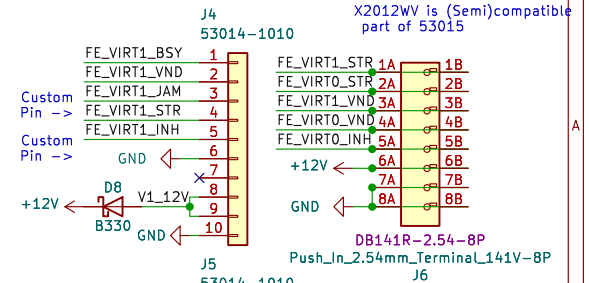 X2012WV is (Semi)compatible
part of 53015
J4
53014-1010
FE_VIRT1_BSY 1
FE_VIRT1_VND 2
FE_VIRT1_JAM 3
FE_VIRT1_STR 4
FE_VIRT1_INH 5
GND 6
7
8
9
GND 10
Custom
Pin ->
Custom
Pin ->
D8
+12V
V1_12V
B330
J5
53014-1010
FE_VIRT1_STR 1A 1B
FE_VIRT0_STR 2A 2B
FE_VIRT1_VND 3A 3B
FE_VIRT0_VND 4A 4B
FE_VIRT0_INH 5A 5B
+12V 6A 6B
7A 7B
GND 8A 8B
DB141R-2.54-8P
Push_In_2.54mm_Terminal_141V-8P
J6
A